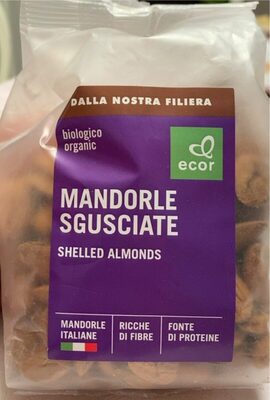 DALLA NOSTRA FILIERA
biologico
organic
ecor
MANDORLE
SGUSCIATE
SHELLED ALMONDS
MANDORLE
ITALIANE
RICCHE
DI FIBRE
FONTE
DI PROTEINE